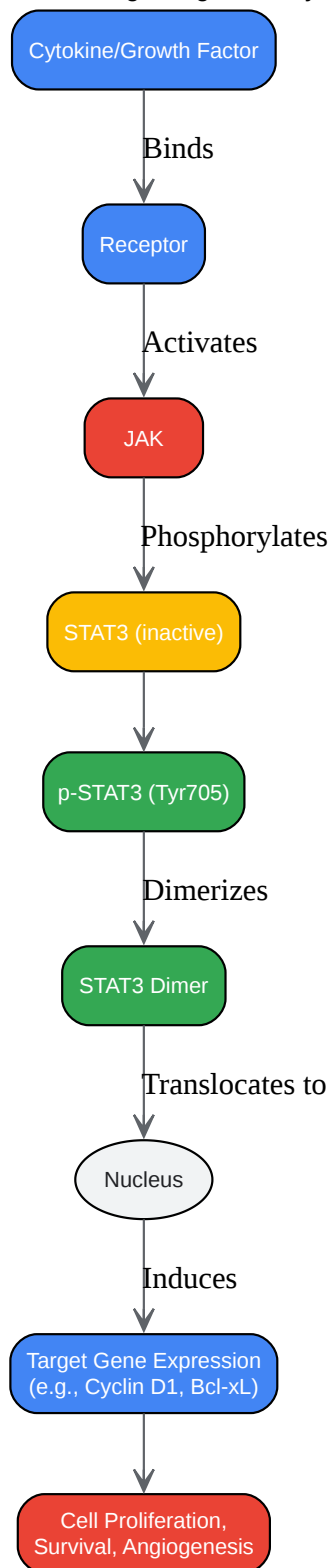 Cytokine/Growth Factor
Binds
Receptor
Activates
JAK
Phosphorylates
STAT3 (inactive)
p-STAT3 (Tyr705)
Dimerizes
STAT3 Dimer
Translocates to
Nucleus
Induces
Target Gene Expression
(e.g., Cyclin D1, Bcl-xL)
Cell Proliferation,
Survival, Angiogenesis